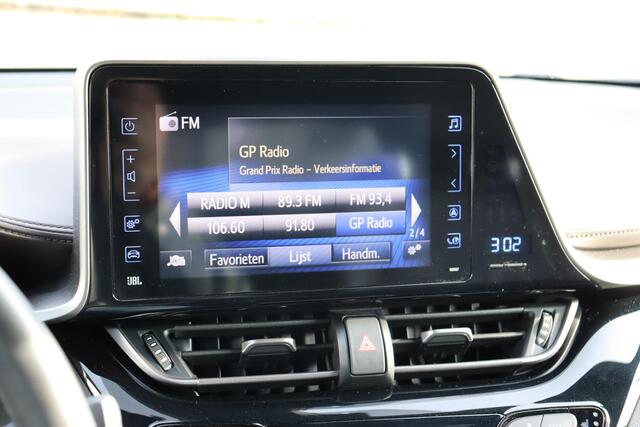 FM
GP Radio
Grand Prix Radio – Verkeersinformatie
RADIO M 89.3 FM FM 93,4
106.60 91.80 GP Radio
2/4
Favorieten Lijst Handm.
JBL
3:02